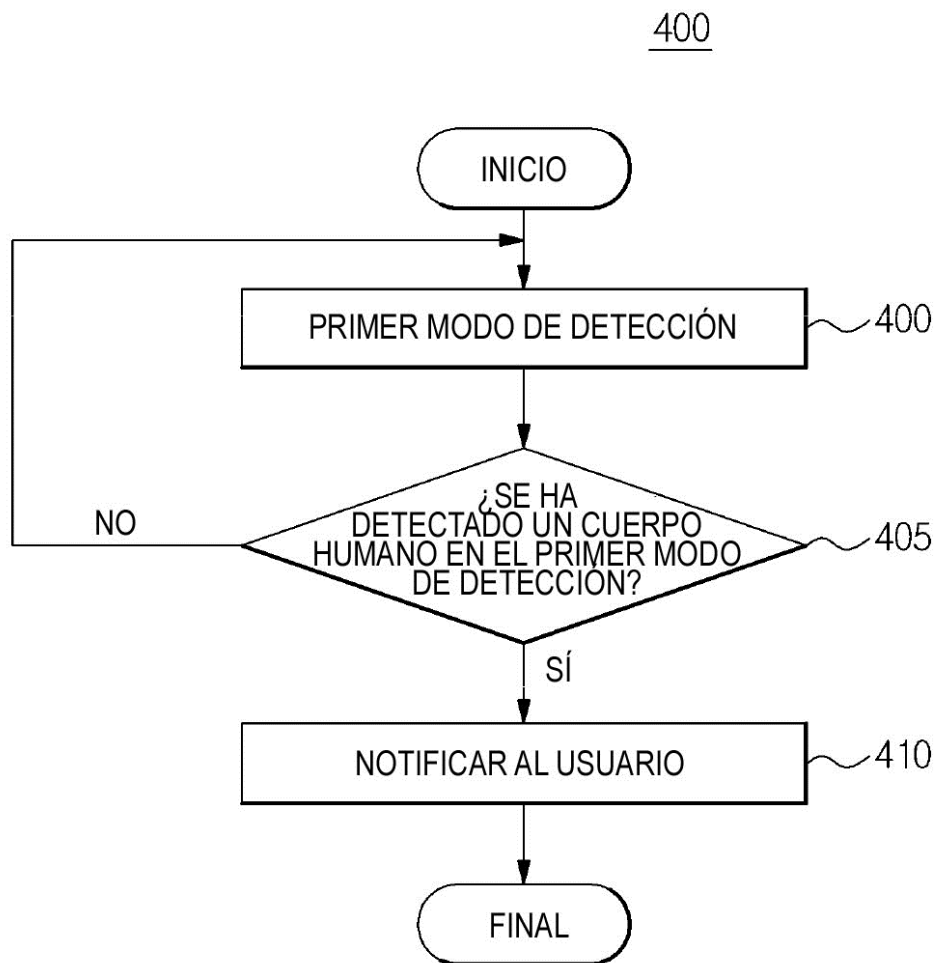 400
INICIO
PRIMER MODO DE DETECCIÓN
400
¿SE HA
DETECTADO UN CUERPO
HUMANO EN EL PRIMER MODO
DE DETECCIÓN?
405
NO
SÍ
NOTIFICAR AL USUARIO
410
FINAL